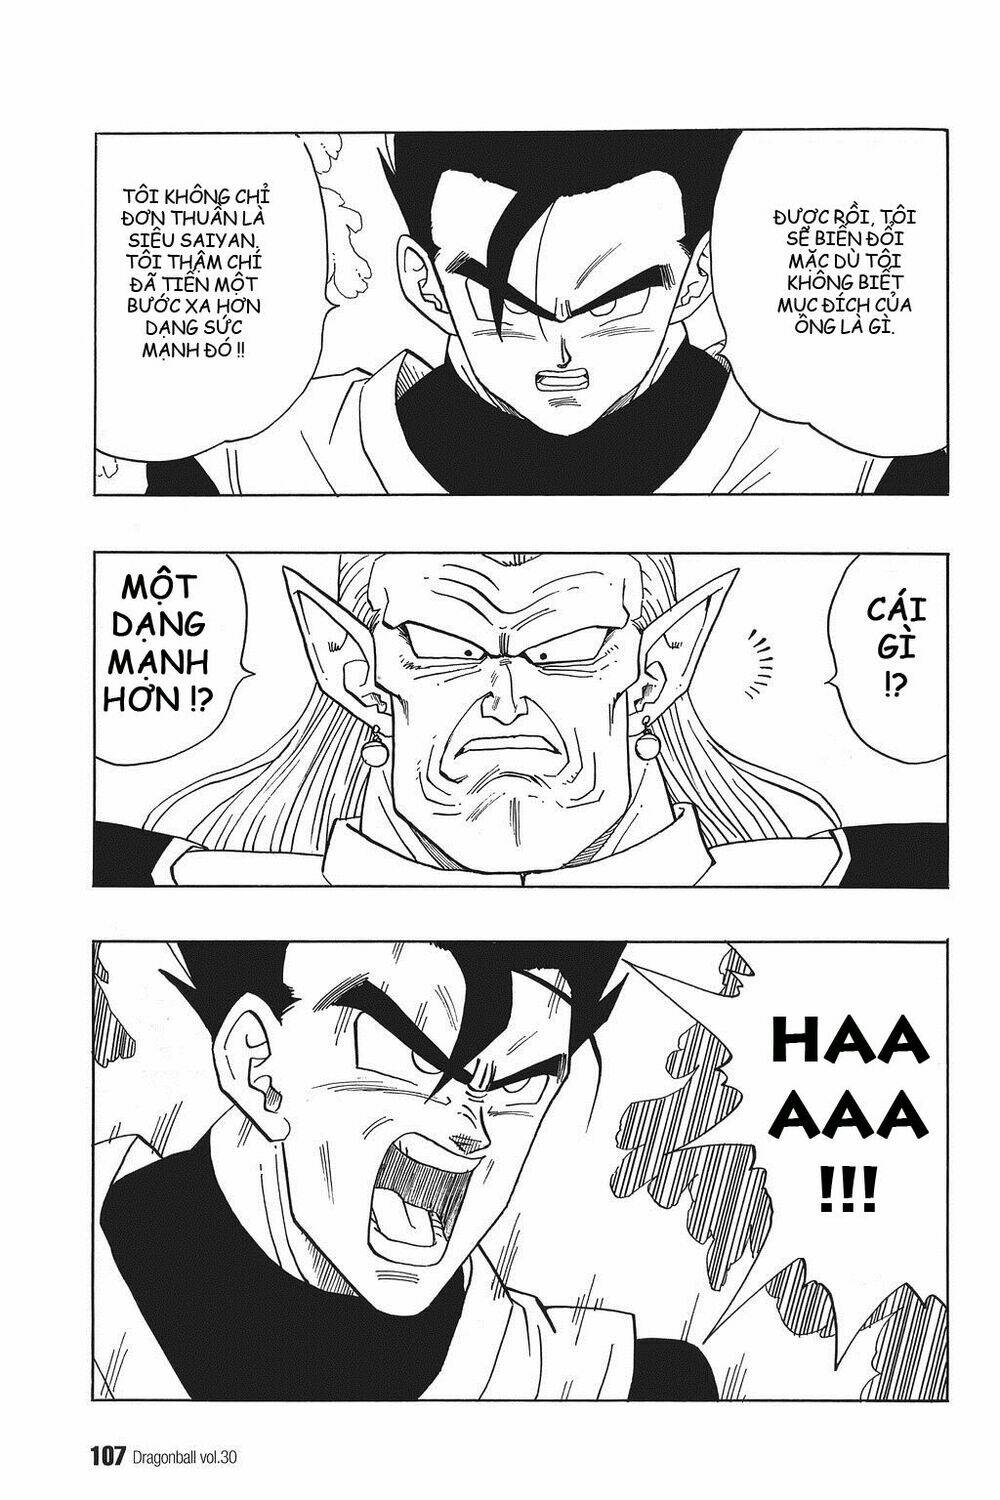 ĐƯỢC RỒI, TÔI
SẼ BIẾN ĐỔI
MẶC DÙ TÔI
KHÔNG BIẾT
MỤC ĐÍCH CỦA
ÔNG LÀ GÌ.
TÔI KHÔNG CHỈ
ĐƠN THUẦN LÀ
SIÊU SAIYAN.
TÔI THẬM CHÍ
ĐÃ TIẾN MỘT
BƯỚC XA HƠN
DẠNG SỨC
MẠNH ĐÓ !!
CÁI
GÌ
!?
MỘT
DẠNG
MẠNH
HƠN !?
HAA
AAA
!!!
107 Dragonball vol.30